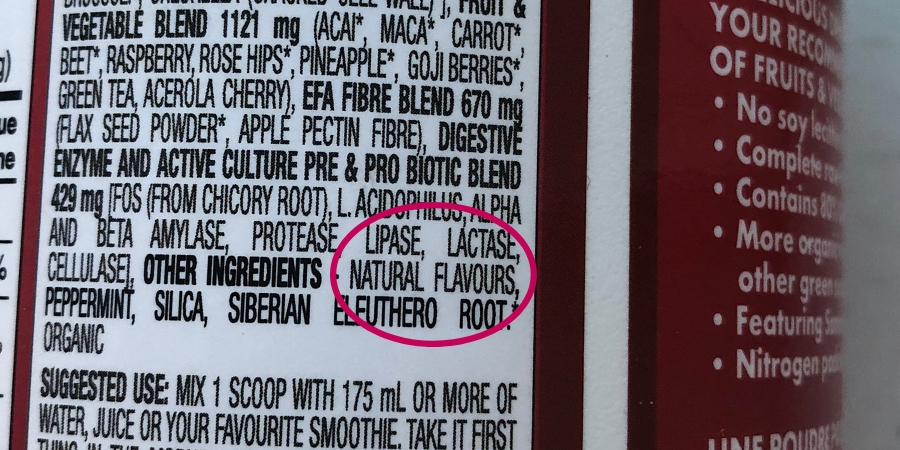 FRUIT &
VEGETABLE BLEND 1121 mg (ACAI*, MACA*, CARROT*,
BEET*, RASPBERRY, ROSE HIPS*, PINEAPPLE*, GOJI BERRIES*,
GREEN TEA, ACEROLA CHERRY), EFA FIBRE BLEND 670 mg
(FLAX SEED POWDER*, APPLE PECTIN FIBRE), DIGESTIVE
ENZYME AND ACTIVE CULTURE PRE & PRO BIOTIC BLEND
429 mg [FOS (FROM CHICORY ROOT), L. ACIDOPHILUS, ALPHA
AND BETA AMYLASE, PROTEASE, LIPASE, LACTASE,
CELLULASE], OTHER INGREDIENTS - NATURAL FLAVOURS,
PEPPERMINT, SILICA, SIBERIAN ELEUTHERO ROOT.*
ORGANIC
SUGGESTED USE: MIX 1 SCOOP WITH 175 mL OR MORE OF
WATER, JUICE OR YOUR FAVOURITE SMOOTHIE. TAKE IT FIRST
YOUR
OF FRUITS &
• No soy
• Complete
• Contains
• More
other green
• Featuring
• Nitrogen